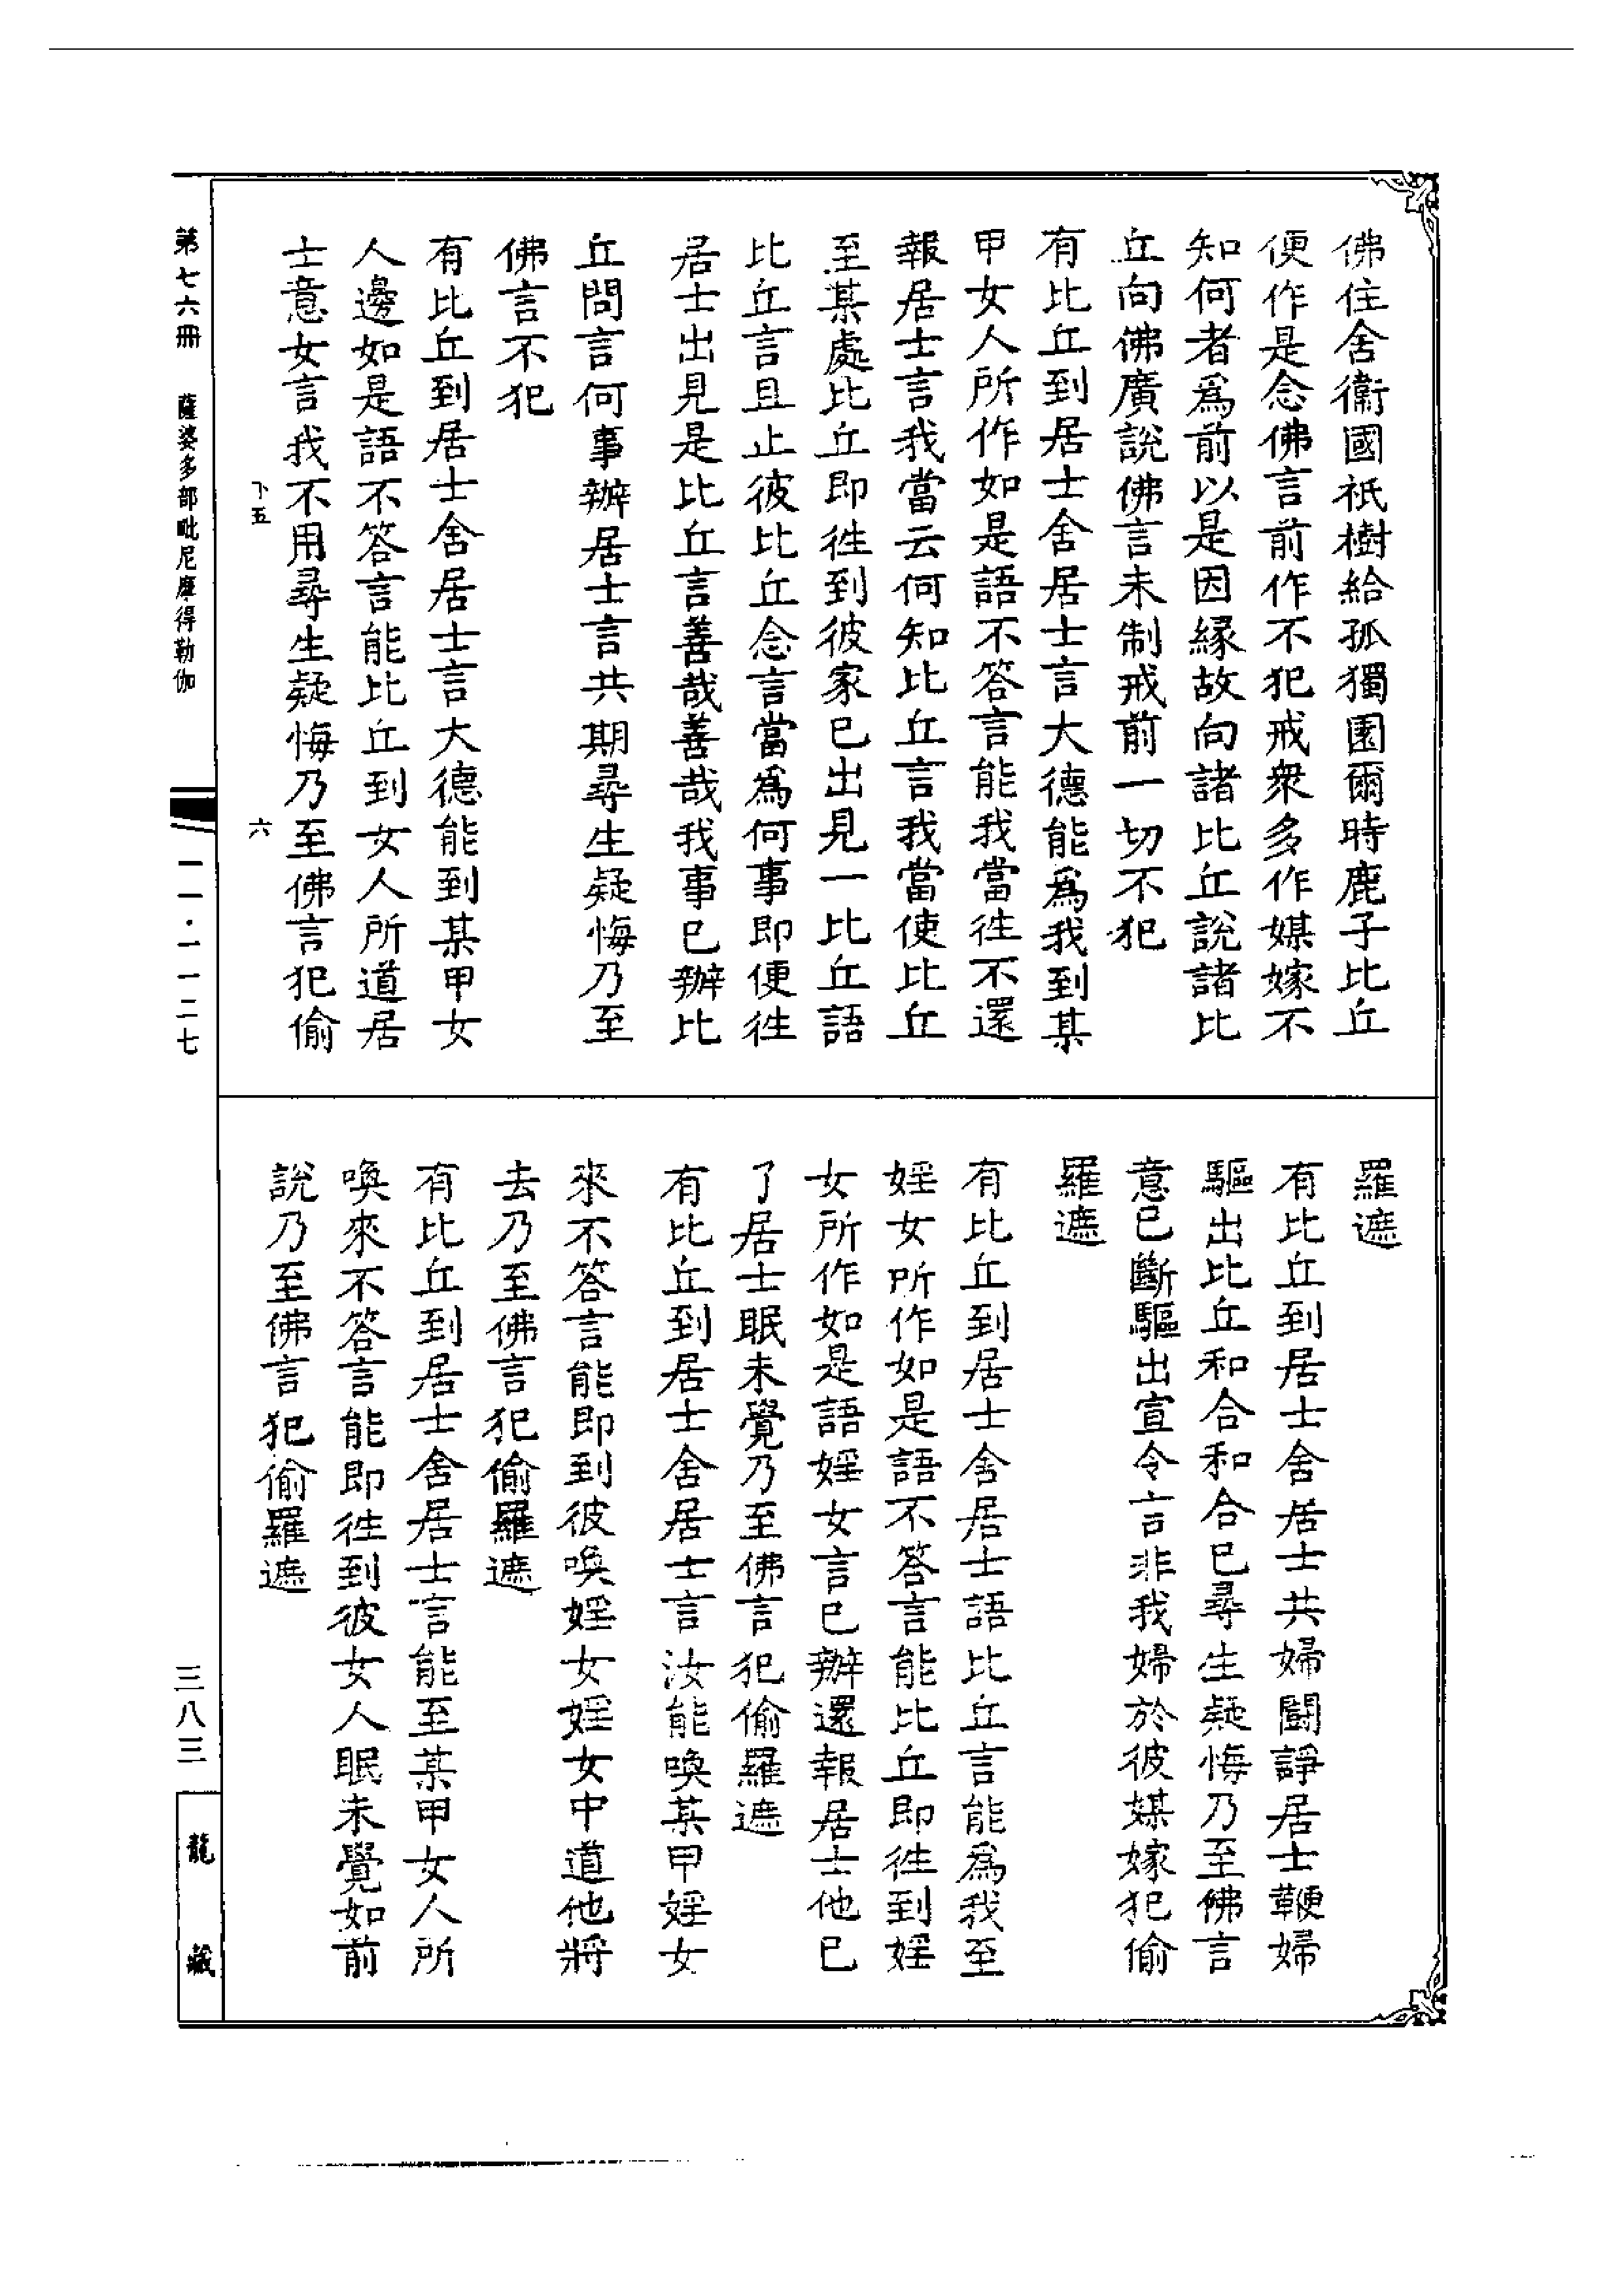 佛住舍衞國祇樹給孤獨園爾時鹿子比丘
便作是念佛言前作不犯戒衆多作媒嫁不
知何者爲前以是因緣故向諸比丘說諸比
丘向佛廣說佛言未制戒前一切不犯
有比丘到居士舍居士言大德能爲我到某
甲女人所作如是語不答言能我當徃不還
報居士言我當云何知比丘言我當使比丘
至某處比丘即徃到彼家已出見一比丘語
比丘言且止彼比丘念言當爲何事即便徃
居士出見是比丘言善哉善哉我事已辦比
丘問言何事辦居士言共期尋生疑悔乃至
佛言不犯
有比丘到居士舍居士言大德能到某甲女
人邊如是語不答言能比丘到女人所道居
士意女言我不用尋生疑悔乃至佛言犯偷
羅遮
有比丘到居士舍居士共婦鬪諍居士鞭婦
驅出比丘和合和合已尋生疑悔乃至佛言
意已斷驅出宣令言非我婦於彼媒嫁犯偷
羅遮
有比丘到居士舍居士語比丘言能爲我至
婬女所作如是語不答言能比丘即徃到婬
女所作如是語婬女言已辦還報居士他已
了居士眠未覺乃至佛言犯偷羅遮
有比丘到居士舍居士言汝能喚某甲婬女
來不答言能即到彼喚婬女婬女中道他將
去乃至佛言犯偷羅遮
有比丘到居士舍居士言能至某甲女人所
喚來不答言能即徃到彼女人眠未覺如前
說乃至佛言犯偷羅遮
卞五 六
第七六冊 薩婆多部毗尼摩得勒伽 一一·一一二七 三八三 龍藏